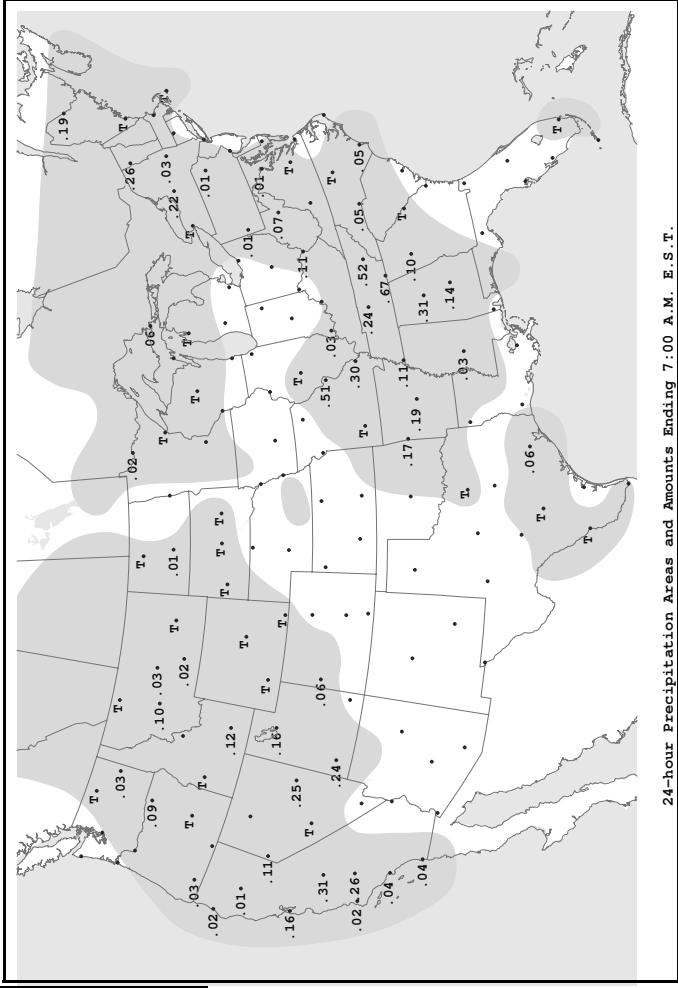 .19
T
T
.03 T
.02 .26
T
.09 .06
.10 .03
T .03 T
T .01 .22
.02 T
T T
.03 T
T .01
.02
T T
T
.12
.01 T
.01
.01
.11 T
.16 T .07
.16 T
.25 T
.11
T
.31 .06 .51
.24 .03 T
.02 .26 .30 .05 .05
T .24 .52
.67
.04
.17 .11 .10 T
.19
.04 .31
.14
T .03
.06
T
T
T
24-hour Precipitation Areas and Amounts Ending 7:00 A.M. E.S.T.